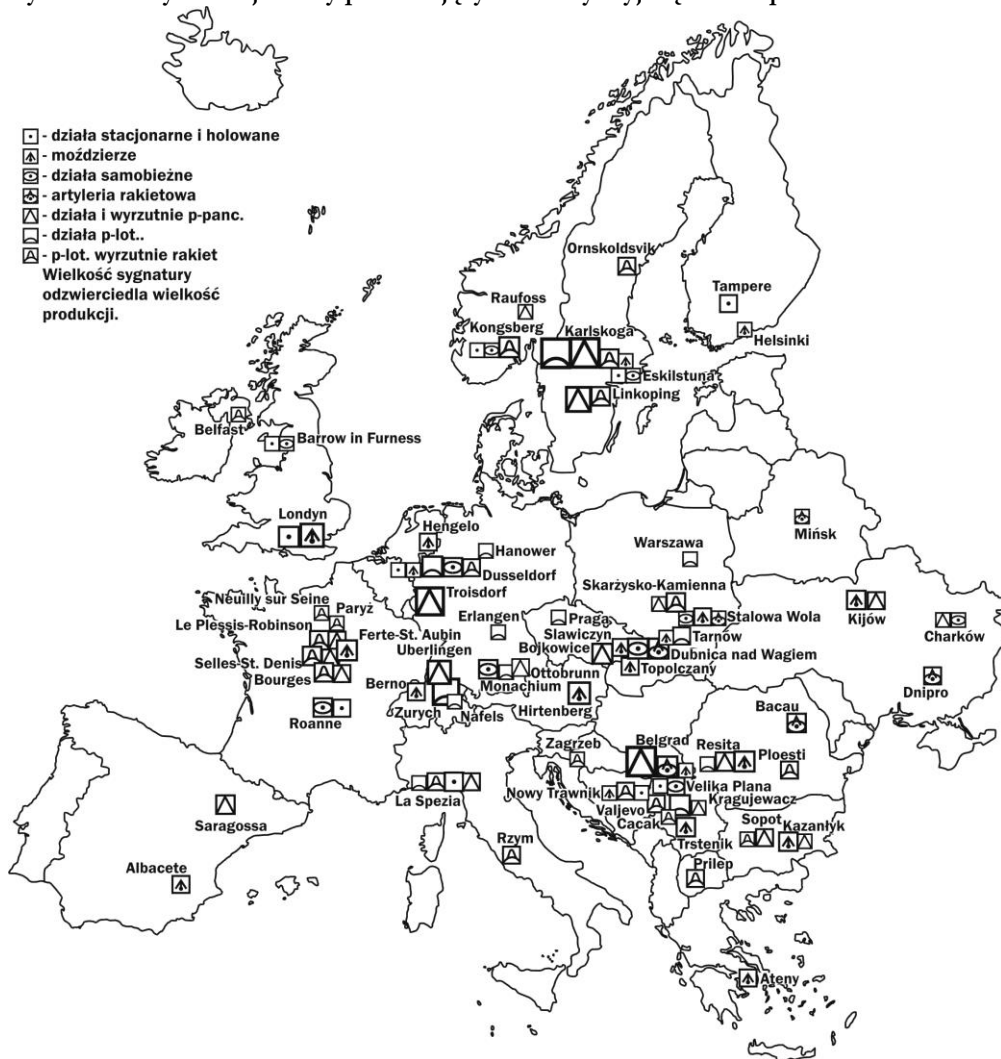 - działa stacjonarne i holowane
- moździerze
- działa samobieżne
- artyleria rakietowa
- działa i wyrzutnie p-panc.
- działa p-lot..
- p-lot. wyrzutnie rakiet
Wielkość sygnatury
odzwierciedla wielkość
produkcji.
Ornskoldsvik
Tampere
Raufoss
Kongsberg
Karlskoga
Helsinki
Eskilstuna
Linkoping
Belfast
Barrow in Furness
Londyn
Hengelo
Hanower
Mińsk
Warszawa
Dusseldorf
Skarżysko-Kamienna
Troisdorf
Neuilly sur Seine
Paryż
Erlangen
Praga
Stalowa Wola
Kijów
Charków
Le Plessis-Robinson
Ferte-St. Aubin
Slawiczyn
Tarnów
Uberlińgen
Bojkowice
Dubnica nad Wagiem
Selles-St. Denis
Ottobrunn
Topolczany
Bourges
Berno
Monachium
Dnipro
Zurych
Nafels
Hirtenberg
Bacau
Roanne
Zagrzeb
Belgrad
Resita
Ploesti
La Spezia
Nowy Trawnik
Velika Plana
Valjevo
Kragujewacz
Saragossa
Cacak
Sopot
Kazanłyk
Rzym
Trstenik
Albacete
Prilep
Ateny